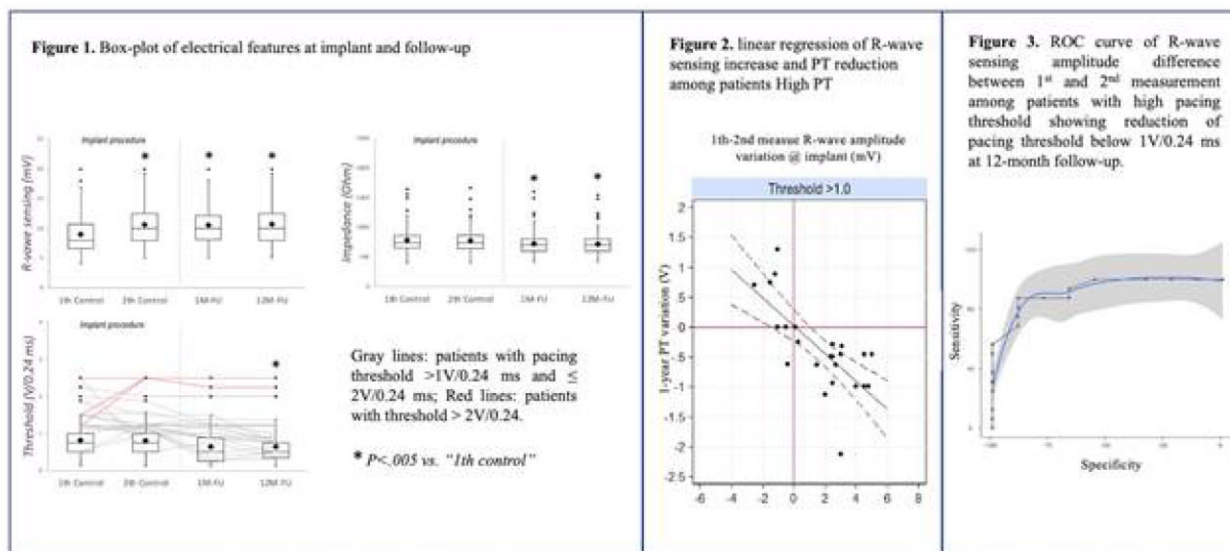 Figure 1. Box-plot of electrical features at implant and follow-up
Implant procedure
R-vawe sensing (mV)
1th Control 2th Control 1M-FU 12M-FU
Implant procedure
Impedance (Ohm)
1th Control 2th Control 1M FU 12M-FU
Implant procedure
Threshold (V/0.24 ms)
1th Control 2th Control 1M FU 12M FU
Gray lines: patients with pacing
threshold >1V/0.24 ms and ≤
2V/0.24 ms; Red lines: patients
with threshold > 2V/0.24.
* P<.005 vs. "1th control"
Figure 2. linear regression of R-wave
sensing increase and PT reduction
among patients High PT
1th-2nd measue R-wave amplitude
variation @ implant (mV)
Threshold >1.0
1-year PT variation (V)
2
1.5
1
.5
0
-0.5
-1
-1.5
-2
-2.5
-6 -4 -2 0 2 4 6 8
Figure 3. ROC curve of R-wave
sensing amplitude difference
between 1st and 2nd measurement
among patients with high pacing
threshold showing reduction of
pacing threshold below 1V/0.24 ms
at 12-month follow-up.
Sensitivity
Specificity